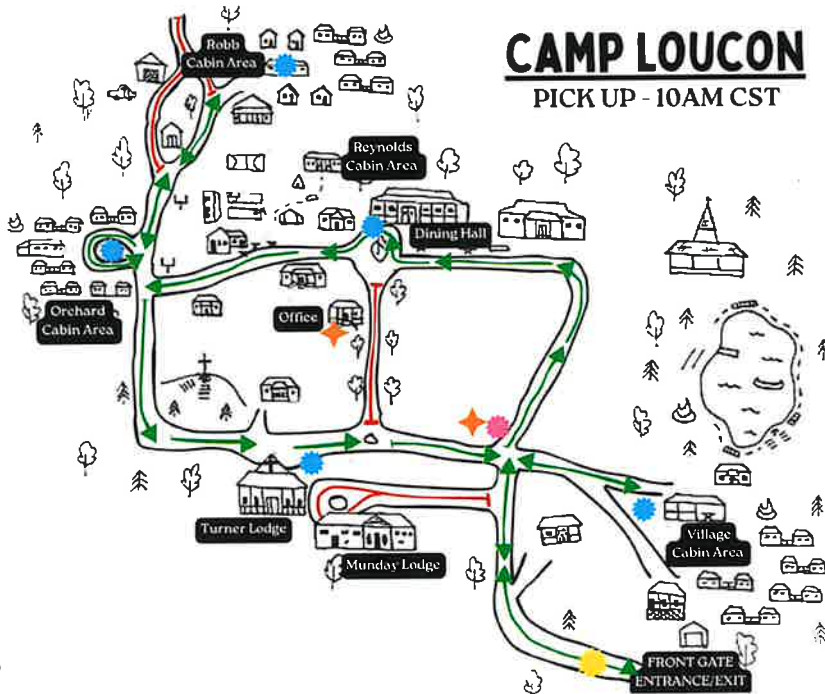 CAMP LOUCON
PICK UP - 10AM CST
Robb
Cabin Area
Reynolds
Cabin Area
Dining Hall
Orchard
Cabin Area
Office
Turner Lodge
Munday Lodge
Village
Cabin Area
FRONT GATE
ENTRANCE/EXIT